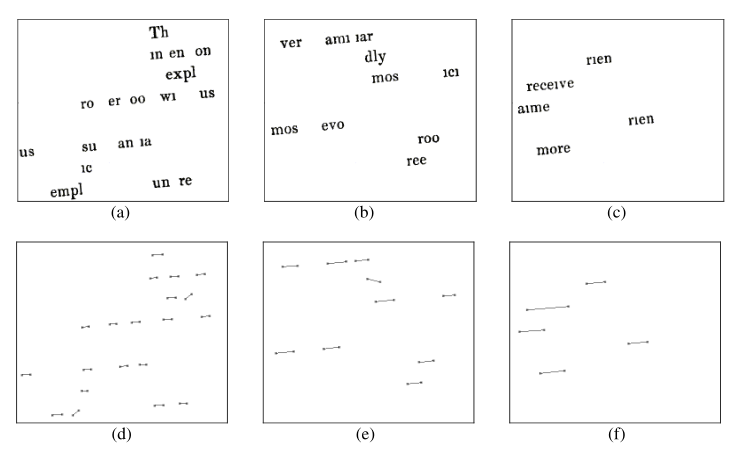 Th
ın en on
expl
ro er oo wı us
us su an ıa
ıc
empl un re
(a)
ver amı ıar
dly
mos ıcı
mos evo
roo
ree
(b)
rıen
receıve
aıme
rıen
more
(c)
(d)
(e)
(f)